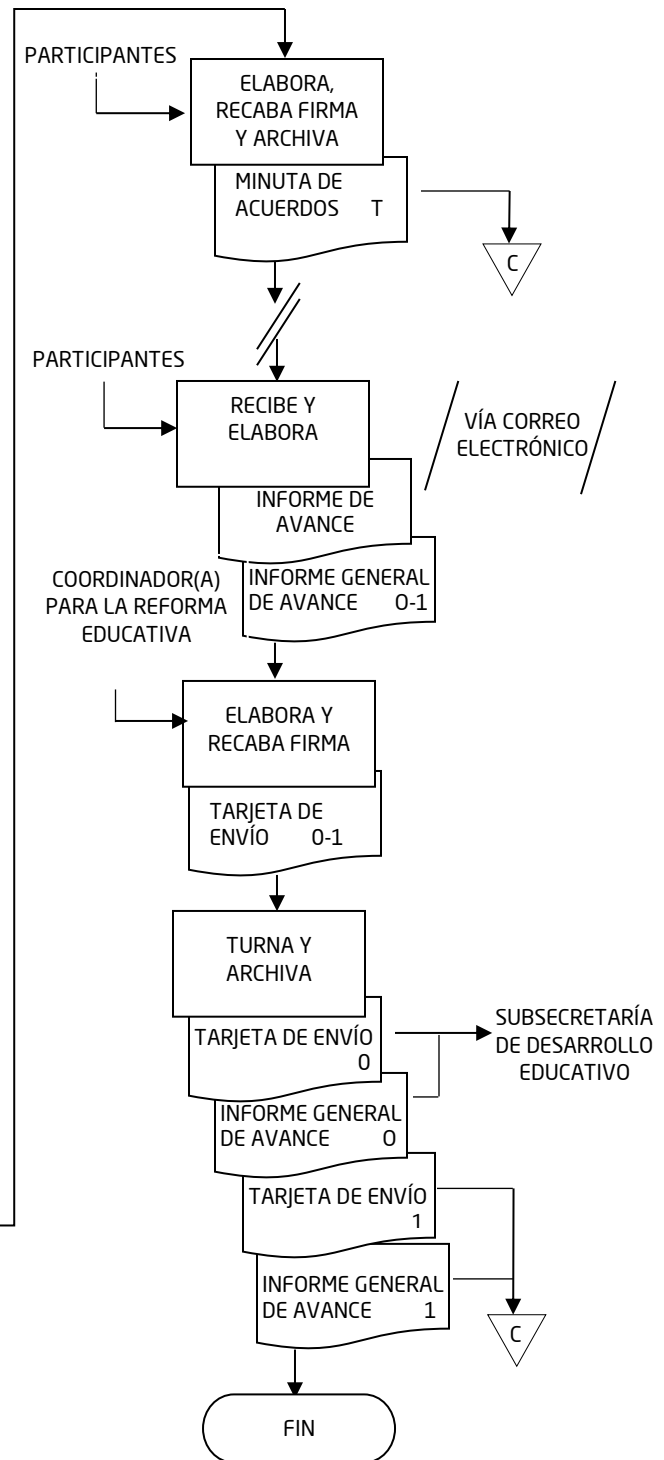 PARTICIPANTES
ELABORA,
RECABA FIRMA
Y ARCHIVA
MINUTA DE
ACUERDOS T
C
PARTICIPANTES
RECIBE Y
ELABORA
VÍA CORREO
ELECTRÓNICO
INFORME DE
AVANCE
INFORME GENERAL
DE AVANCE 0-1
COORDINADOR(A)
PARA LA REFORMA
EDUCATIVA
ELABORA Y
RECABA FIRMA
TARJETA DE
ENVÍO 0-1
TURNA Y
ARCHIVA
TARJETA DE ENVÍO
0
SUBSECRETARÍA
DE DESARROLLO
EDUCATIVO
INFORME GENERAL
DE AVANCE 0
TARJETA DE ENVÍO
1
INFORME GENERAL
DE AVANCE 1
C
FIN